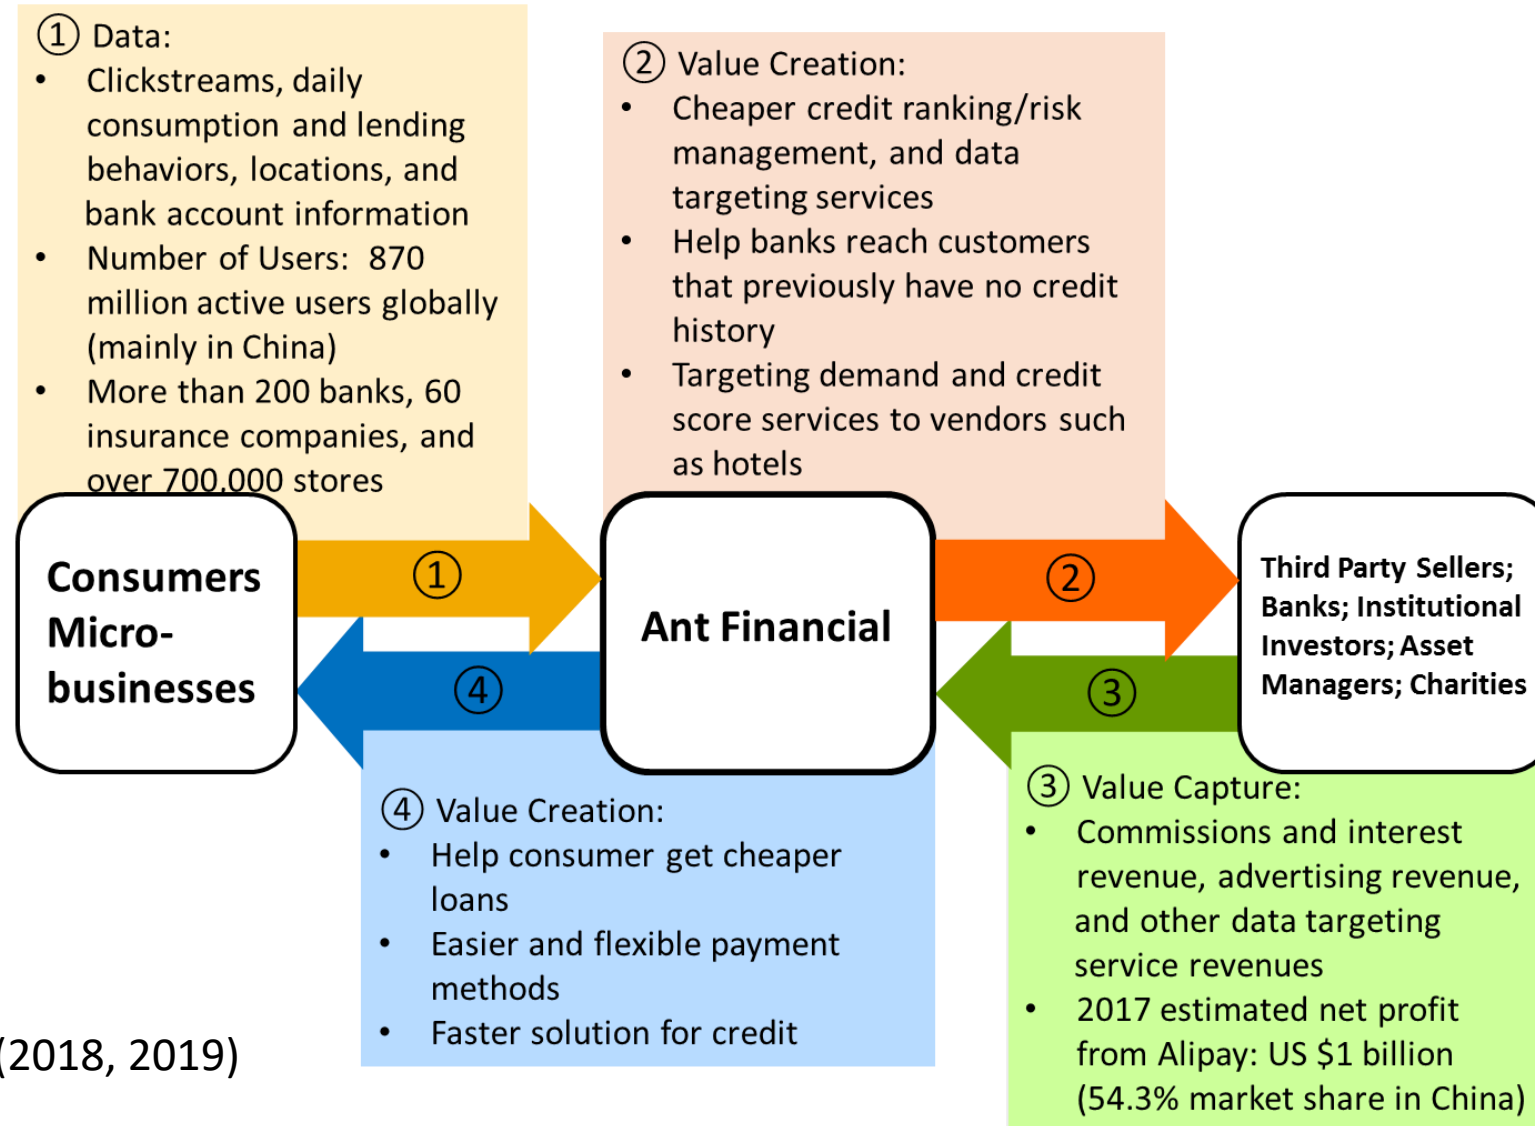 ① Data:
• Clickstreams, daily
consumption and lending
behaviors, locations, and
bank account information
• Number of Users: 870
million active users globally
(mainly in China)
• More than 200 banks, 60
insurance companies, and
over 700,000 stores
② Value Creation:
• Cheaper credit ranking/risk
management, and data
targeting services
• Help banks reach customers
that previously have no credit
history
• Targeting demand and credit
score services to vendors such
as hotels
Consumers
Micro-
businesses
①
④
Ant Financial
②
③
Third Party Sellers;
Banks; Institutional
Investors; Asset
Managers; Charities
④ Value Creation:
• Help consumer get cheaper
loans
• Easier and flexible payment
methods
• Faster solution for credit
③ Value Capture:
• Commissions and interest
revenue, advertising revenue,
and other data targeting
service revenues
• 2017 estimated net profit
from Alipay: US $1 billion
(54.3% market share in China)
(2018, 2019)